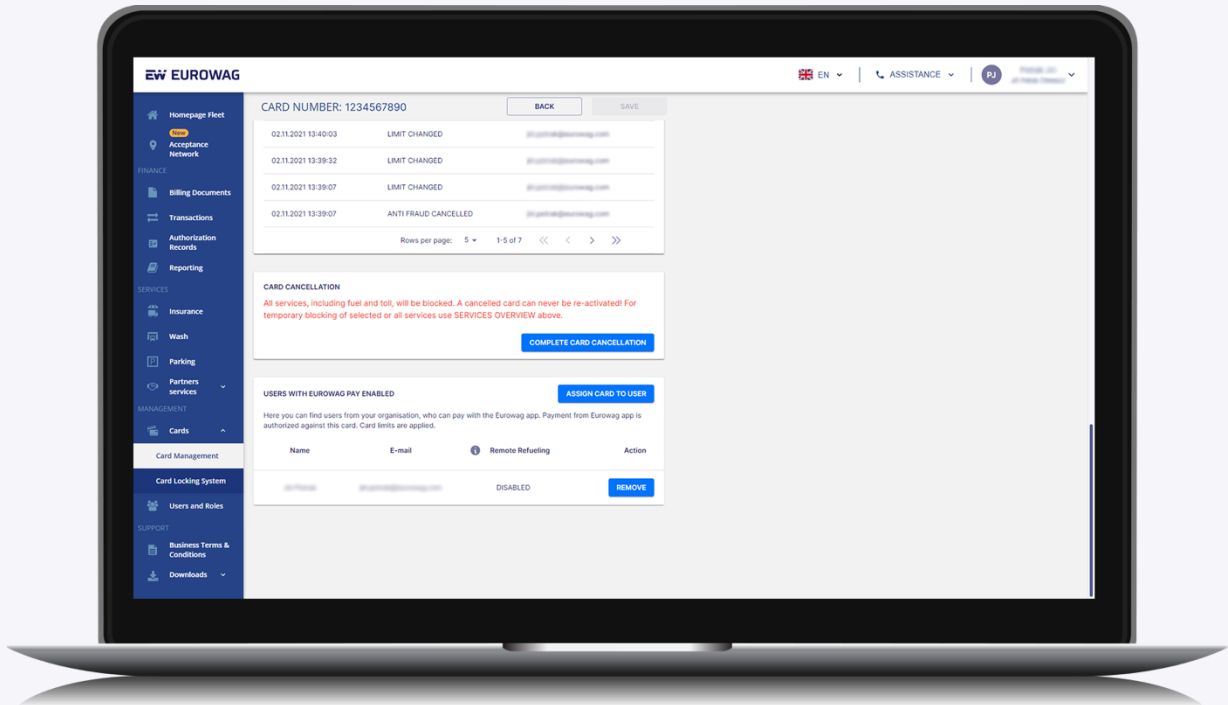 EW EUROWAG
EN
ASSISTANCE
PJ
Homepage Fleet
New
Acceptance
Network
FINANCE
Billing Documents
Transactions
Authorization
Records
Reporting
SERVICES
Insurance
Wash
P
Parking
Partners
services
MANAGEMENT
Cards
Card Management
Card Locking System
Users and Roles
SUPPORT
Business Terms &
Conditions
Downloads
CARD NUMBER: 1234567890
BACK
SAVE
02.11.2021 13:40:03 LIMIT CHANGED
02.11.2021 13:39:32 LIMIT CHANGED
02.11.2021 13:39:07 LIMIT CHANGED
02.11.2021 13:39:07 ANTI FRAUD CANCELLED
Rows per page: 5 1-5 of 7
CARD CANCELLATION
All services, including fuel and toll, will be blocked. A cancelled card can never be re-activated! For
temporary blocking of selected or all services use SERVICES OVERVIEW above.
COMPLETE CARD CANCELLATION
USERS WITH EUROWAG PAY ENABLED
ASSIGN CARD TO USER
Here you can find users from your organisation, who can pay with the Eurowag app. Payment from Eurowag app is
authorized against this card. Card limits are applied.
Name E-mail i Remote Refueling Action
DISABLED REMOVE